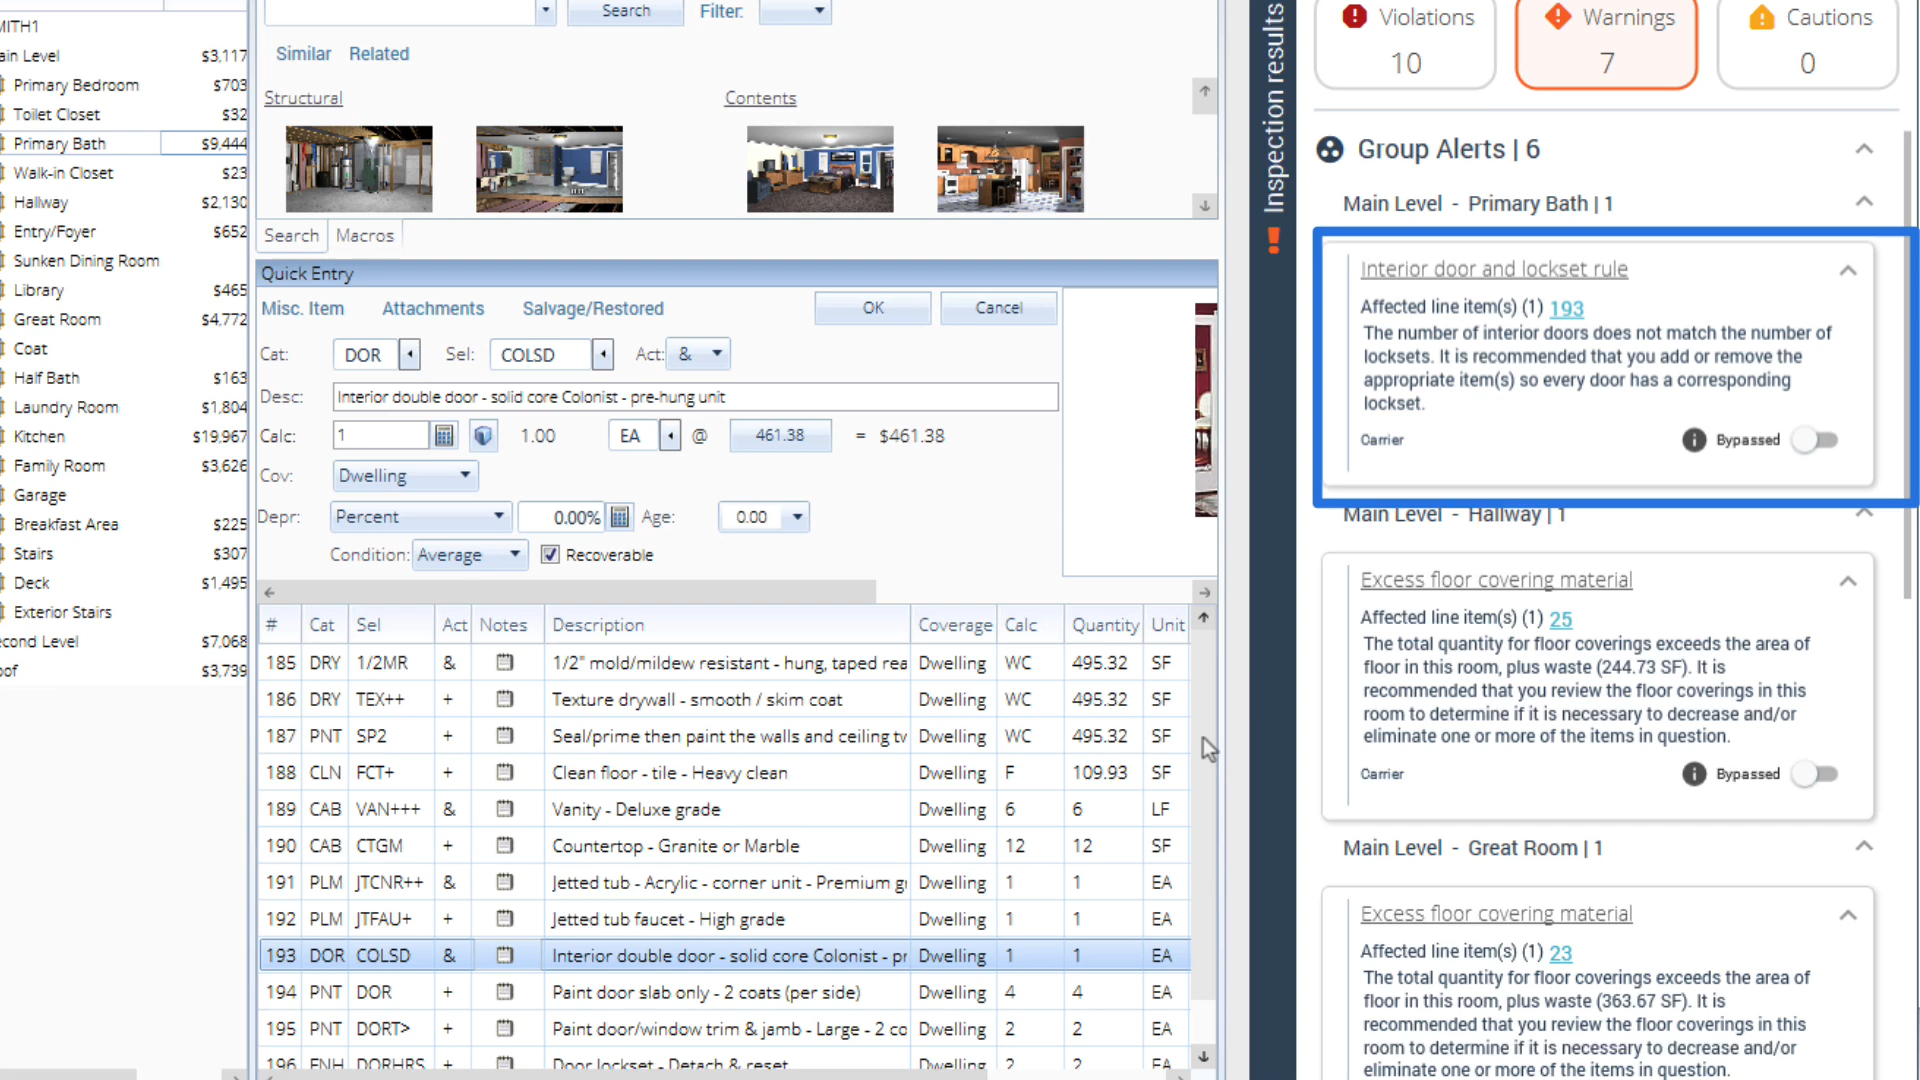 MITH1
ain Level $3,117
Primary Bedroom $703
Toilet Closet $32
Primary Bath $9,444
Walk-in Closet $23
Hallway $2,130
Entry/Foyer $652
Sunken Dining Room
Library $465
Great Room $4,772
Coat
Half Bath $163
Laundry Room $1,804
Kitchen $19,967
Family Room $3,626
Garage
Breakfast Area $225
Stairs $307
Deck $1,495
Exterior Stairs
econd Level $7,068
oof $3,739
Search Filter:
Similar Related
Structural Contents
Search Macros
Quick Entry
Misc. Item Attachments Salvage/Restored OK Cancel
Cat: DOR Sel: COLSD Act: &
Desc: Interior double door - solid core Colonist - pre-hung unit
Calc: 1 1.00 EA @ 461.38 = $461.38
Cov: Dwelling
Depr: Percent 0.00% Age: 0.00
Condition: Average Recoverable
# Cat Sel Act Notes Description Coverage Calc Quantity Unit
185 DRY 1/2MR & 1/2" mold/mildew resistant - hung, taped rea Dwelling WC 495.32 SF
186 DRY TEX++ + Texture drywall - smooth / skim coat Dwelling WC 495.32 SF
187 PNT SP2 + Seal/prime then paint the walls and ceiling tv Dwelling WC 495.32 SF
188 CLN FCT+ + Clean floor - tile - Heavy clean Dwelling F 109.93 SF
189 CAB VAN+++ & Vanity - Deluxe grade Dwelling 6 6 LF
190 CAB CTGM + Countertop - Granite or Marble Dwelling 12 12 SF
191 PLM JTCNR++ & Jetted tub - Acrylic - corner unit - Premium gr Dwelling 1 1 EA
192 PLM JTFAU+ + Jetted tub faucet - High grade Dwelling 1 1 EA
193 DOR COLSD & Interior double door - solid core Colonist - pr Dwelling 1 1 EA
194 PNT DOR + Paint door slab only - 2 coats (per side) Dwelling 4 4 EA
195 PNT DORT> + Paint door/window trim & jamb - Large - 2 co Dwelling 2 2 EA
196 FNH DORHRS + Door lockset - Detach & reset Dwelling 2 2 EA
Inspection results
Violations Warnings Cautions
10 7 0
Group Alerts | 6
Main Level - Primary Bath | 1
Interior door and lockset rule
Affected line item(s) (1) 193
The number of interior doors does not match the number of
locksets. It is recommended that you add or remove the
appropriate item(s) so every door has a corresponding
lockset.
Carrier Bypassed
Main Level - Hallway | 1
Excess floor covering material
Affected line item(s) (1) 25
The total quantity for floor coverings exceeds the area of
floor in this room, plus waste (244.73 SF). It is
recommended that you review the floor coverings in this
room to determine if it is necessary to decrease and/or
eliminate one or more of the items in question.
Carrier Bypassed
Main Level - Great Room | 1
Excess floor covering material
Affected line item(s) (1) 23
The total quantity for floor coverings exceeds the area of
floor in this room, plus waste (363.67 SF). It is
recommended that you review the floor coverings in this
room to determine if it is necessary to decrease and/or
eliminate one or more of the items in question.